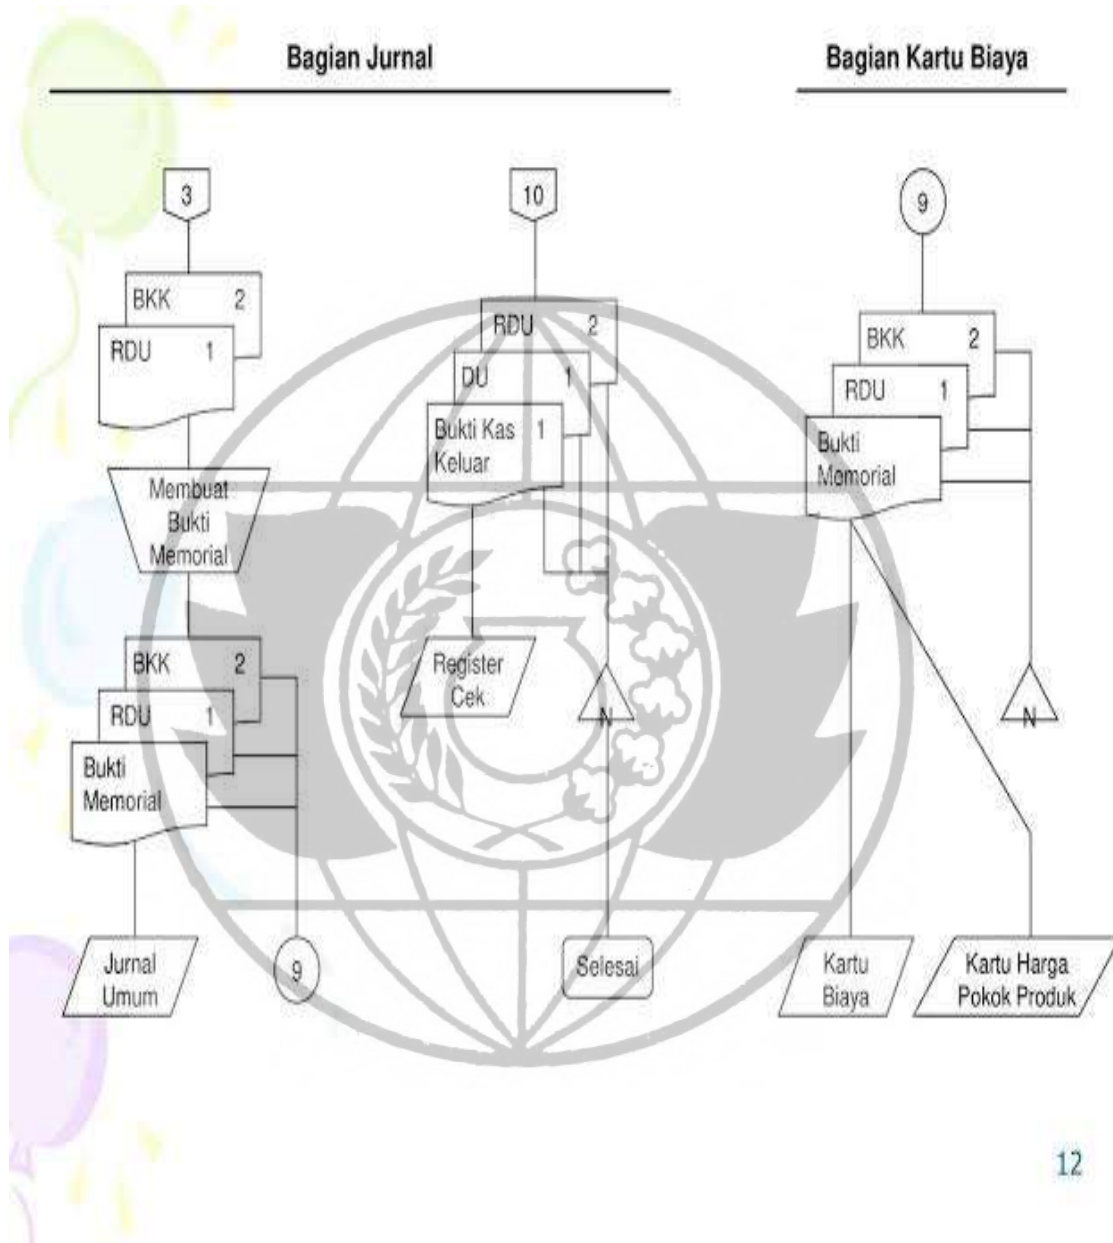 Bagian Jurnal
Bagian Kartu Biaya
3
BKK 2
RDU 1
Membuat
Bukti
Memorial
BKK 2
RDU 1
Bukti
Memorial
Jurnal
Umum
9
10
RDU 2
DU 1
Bukti Kas 1
Keluar
Register
Cek
N
Selesai
9
BKK 2
RDU 1
Bukti
Memorial
N
Kartu
Biaya
Kartu Harga
Pokok Produk
12